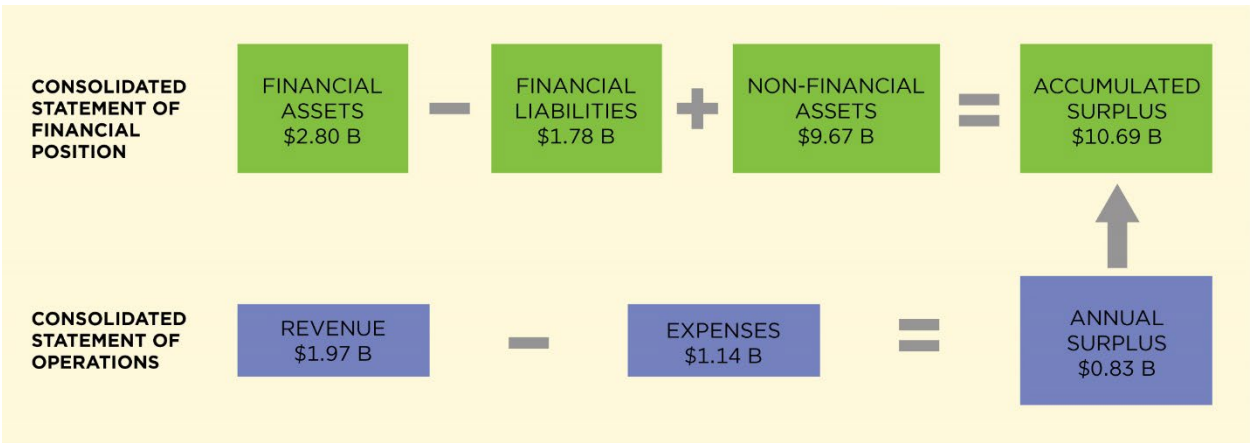 CONSOLIDATED
STATEMENT OF
FINANCIAL
POSITION
FINANCIAL
ASSETS
$2.80 B
FINANCIAL
LIABILITIES
$1.78 B
NON-FINANCIAL
ASSETS
$9.67 B
ACCUMULATED
SURPLUS
$10.69 B
CONSOLIDATED
STATEMENT OF
OPERATIONS
REVENUE
$1.97 B
EXPENSES
$1.14 B
ANNUAL
SURPLUS
$0.83 B